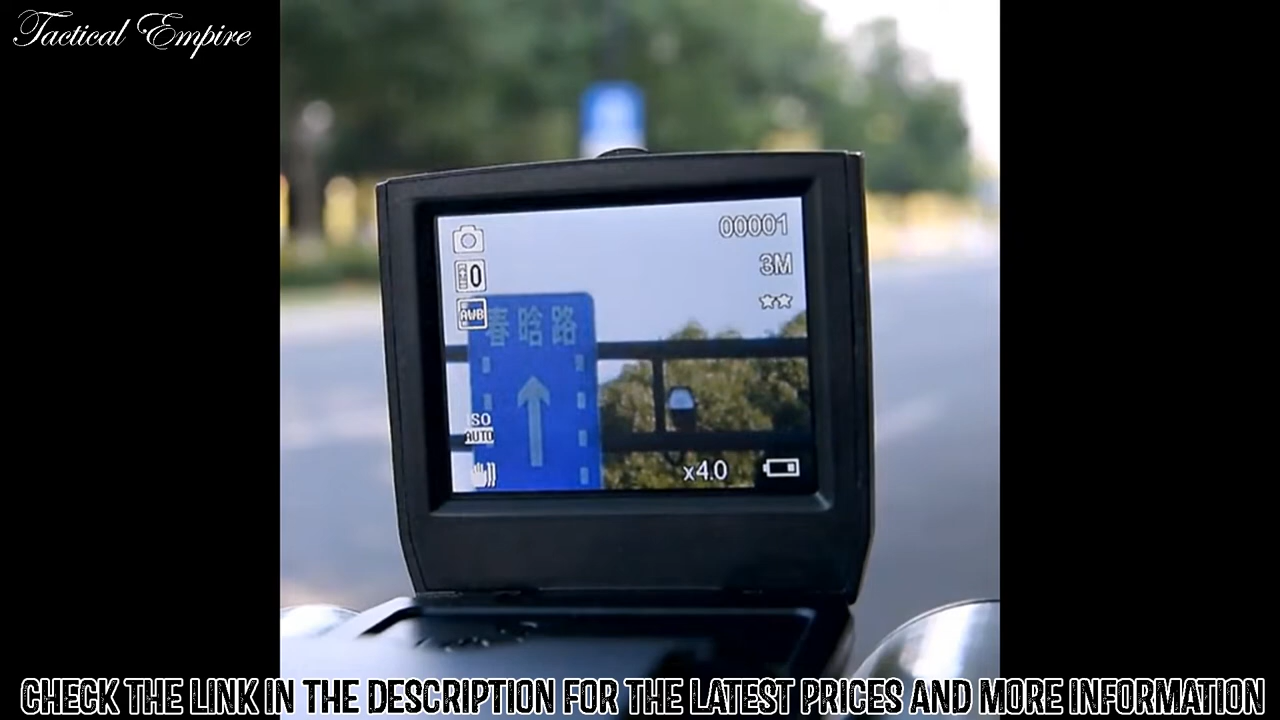 Tactical Empire
00001
0
3M
AWB
春晗路
ISO
AUTO
x4.0
CHECK THE LINK IN THE DESCRIPTION FOR THE LATEST PRICES AND MORE INFORMATION